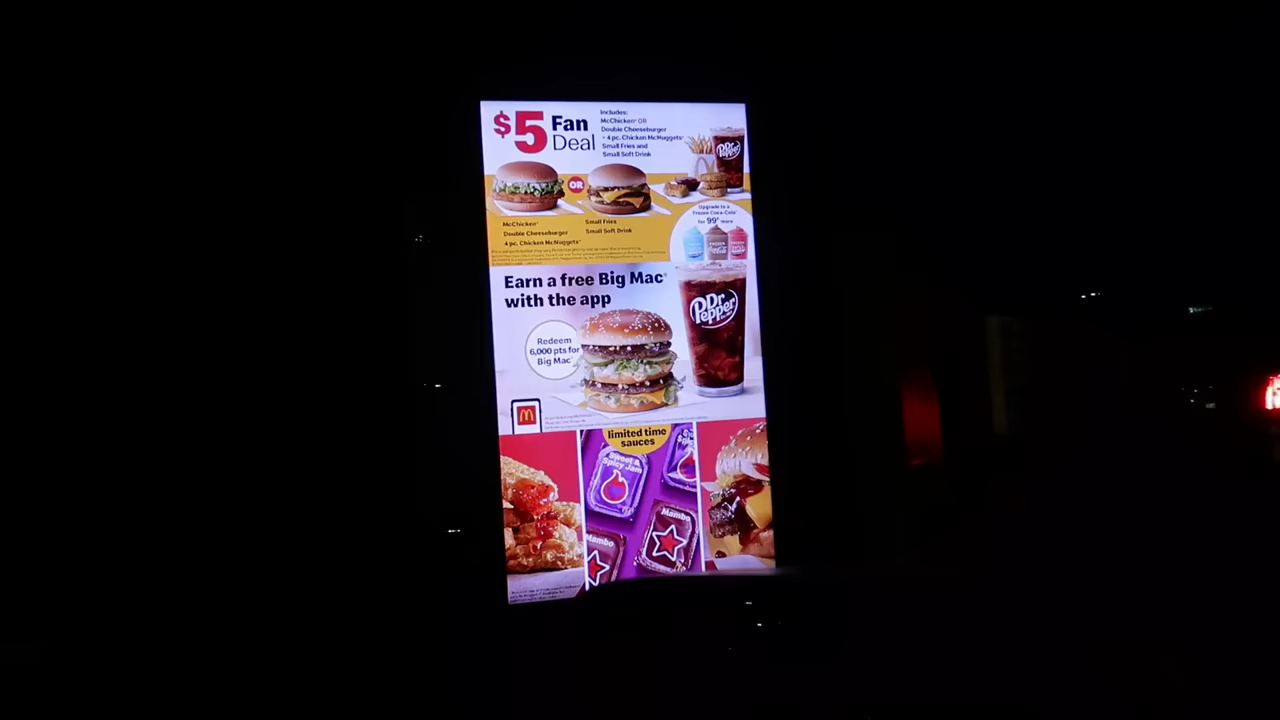 $5 Fan
Deal
Includes:
McChicken® OR
Double Cheeseburger
+ 4 pc. Chicken McNuggets®
Small Fries and
Small Soft Drink
Dr
Pepper
OR
McChicken®
Double Cheeseburger
4 pc. Chicken McNuggets®
Small Fries
Small Soft Drink
Upgrade to a
Frozen Coca-Cola®
for 99¢ more
Earn a free Big Mac®
with the app
Redeem
6,000 pts for
Big Mac®
Dr
Pepper
limited time
sauces
Sweet &
Spicy Jam
Mambo
Mambo